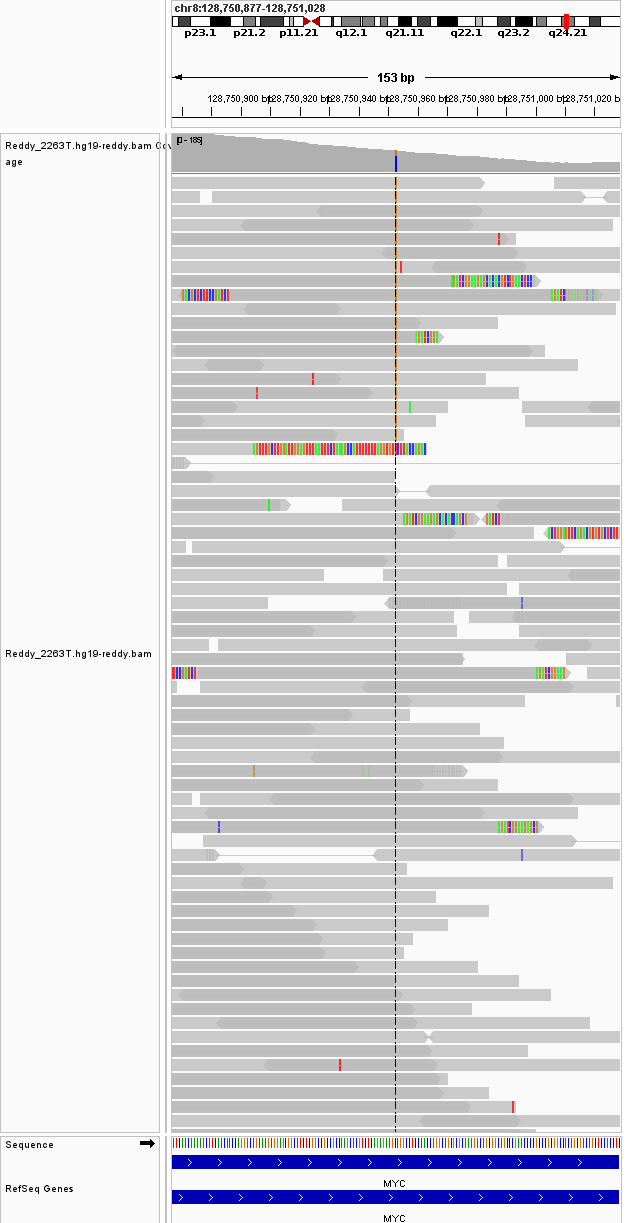 chr8:128,750,877-128,751,028
p23.1 p21.2 p11.21 q12.1 q21.11 q22.1 q23.2 q24.21
153 bp
128,750,900 bp 128,750,920 bp 128,750,940 bp 128,750,960 bp 128,750,980 bp 128,751,000 bp 128,751,020 b
Reddy_2263T.hg19-reddy.bam Cov
age
[0 - 185]
Reddy_2263T.hg19-reddy.bam
Sequence
MYC
RefSeq Genes
MYC